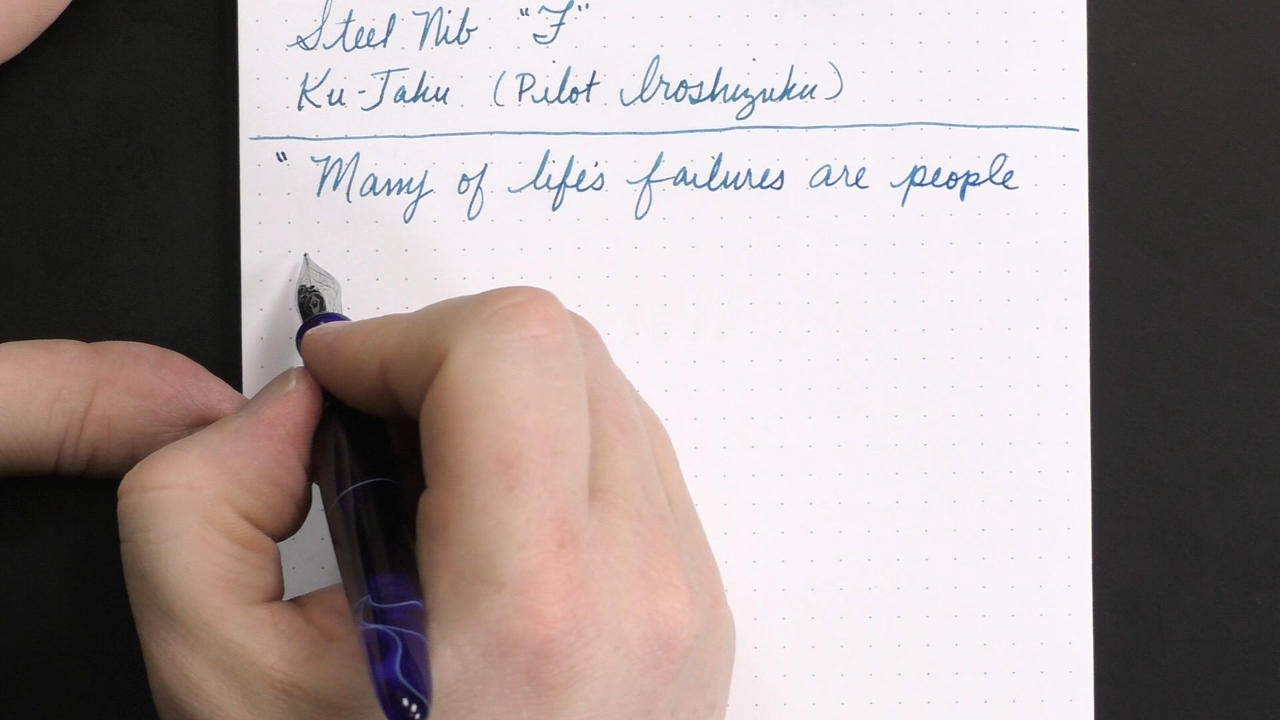 Steel Nib "F"
Ku-Jaku (Pilot Iroshizuku)
" Many of life's failures are people